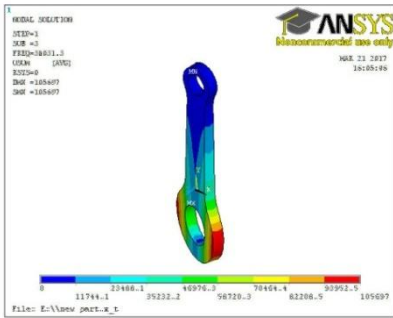 1
NODAL SOLUTION
STEP=1
SUB =3
USUM (AVG)
RSYS=0
DMX =105697
SMX =105697
ANSYS
Noncommercial use only
MAR 21 2017
16:05:46
MN
MX
0
11744.1
23488.1
35232.2
46976.3
58720.3
70464.4
82208.5
93952.5
105697
File: E:\\new part.x_t